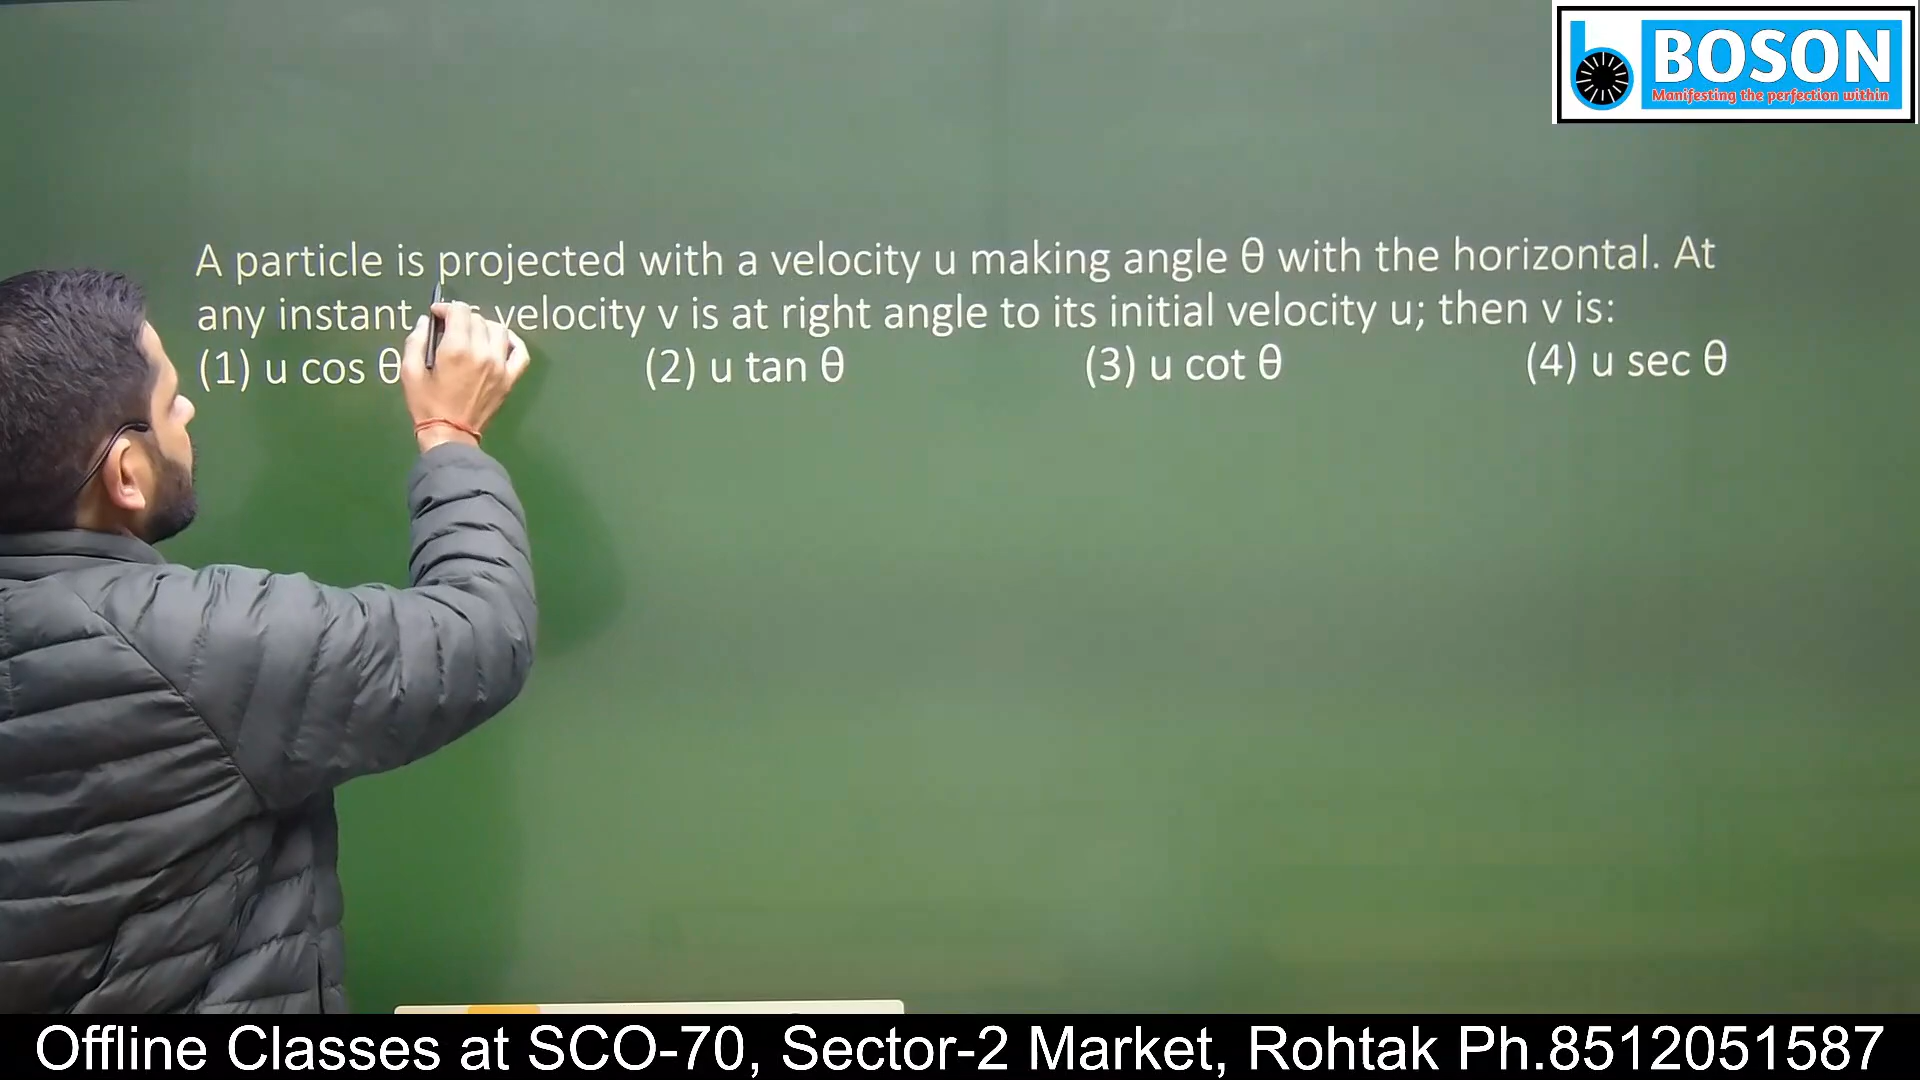 BOSON
Manifesting the perfection within
A particle is projected with a velocity u making angle θ with the horizontal. At
any instant velocity v is at right angle to its initial velocity u; then v is:
(1) u cos θ (2) u tan θ (3) u cot θ (4) u sec θ
Offline Classes at SCO-70, Sector-2 Market, Rohtak Ph.8512051587